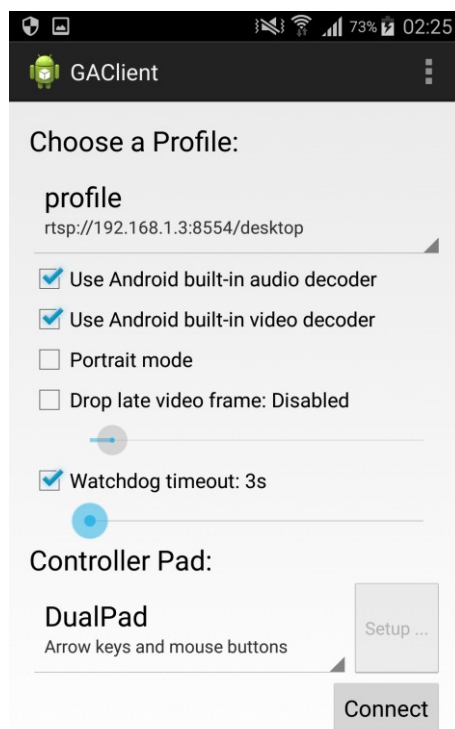 73% 02:25
GAClient
Choose a Profile:
profile
rtsp://192.168.1.3:8554/desktop
Use Android built-in audio decoder
Use Android built-in video decoder
Portrait mode
Drop late video frame: Disabled
Watchdog timeout: 3s
Controller Pad:
DualPad
Arrow keys and mouse buttons
Setup ...
Connect